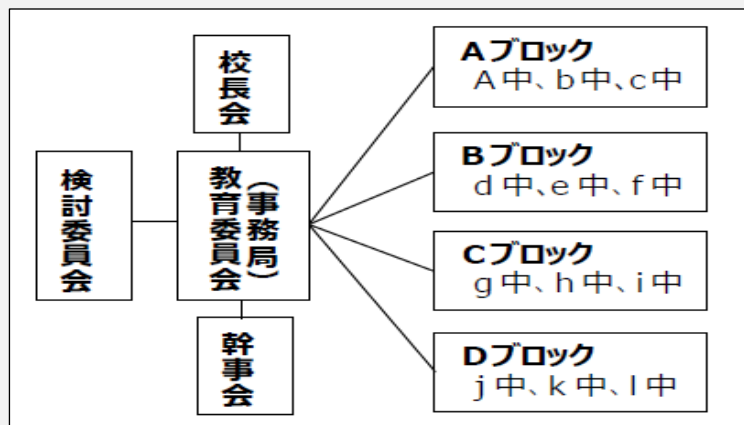 校長会
検討委員会
教育委員会
（事務局）
幹事会
Aブロック
A中、b中、c中
Bブロック
d中、e中、f中
Cブロック
g中、h中、i中
Dブロック
j中、k中、l中